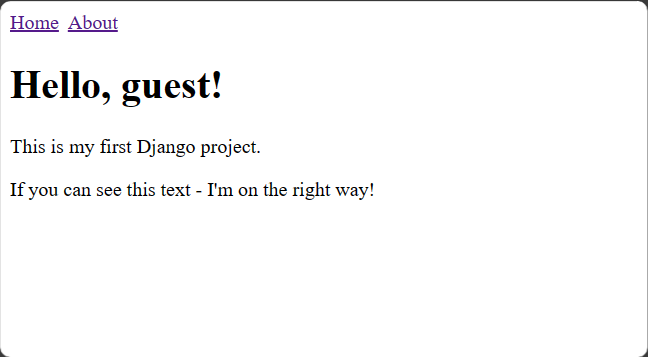 Home About
Hello, guest!
This is my first Django project.
If you can see this text - I'm on the right way!